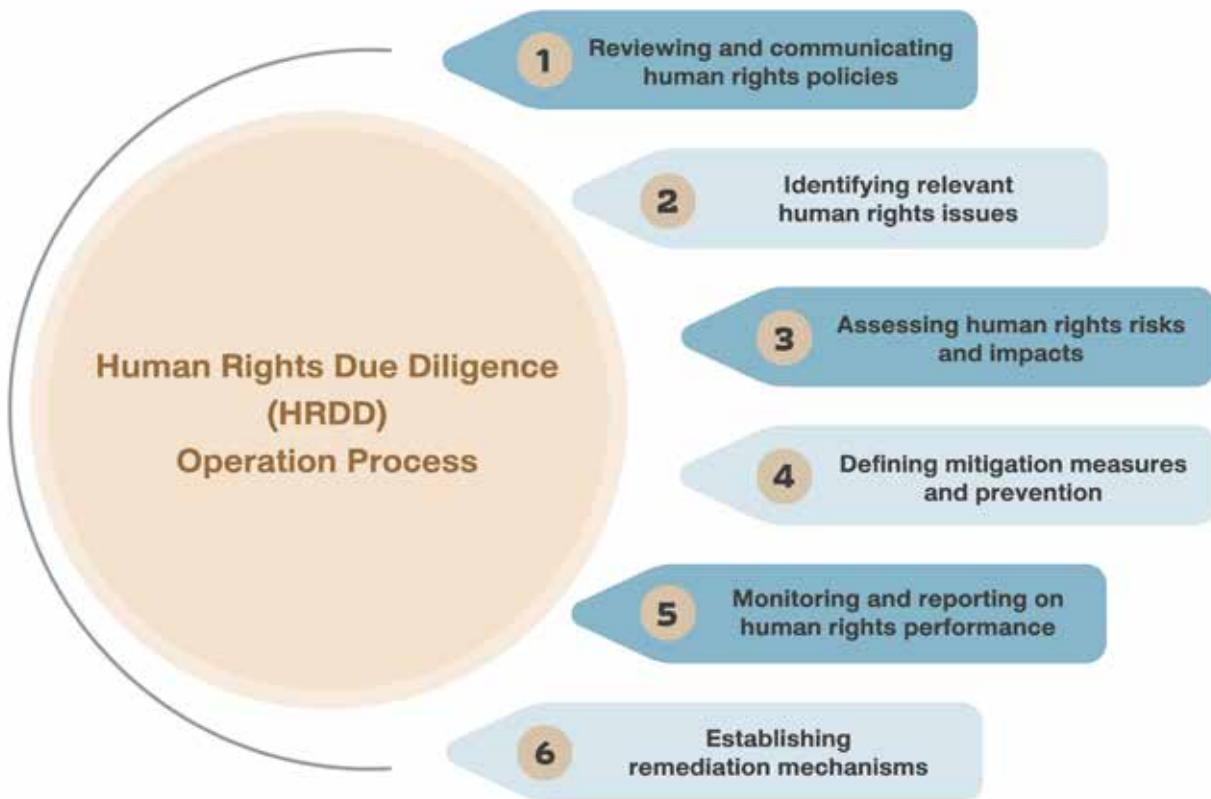 Human Rights Due Diligence
(HRDD)
Operation Process
1
Reviewing and communicating
human rights policies
2
Identifying relevant
human rights issues
3
Assessing human rights risks
and impacts
4
Defining mitigation measures
and prevention
5
Monitoring and reporting on
human rights performance
6
Establishing
remediation mechanisms